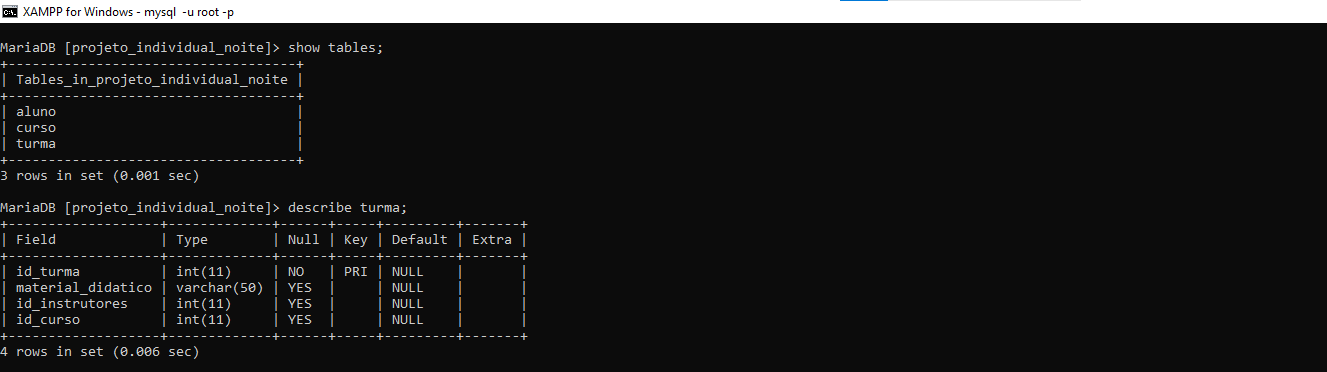 XAMPP for Windows - mysql  -u root -p
MariaDB [projeto_individual_noite]> show tables;
+------------------------------------+
| Tables_in_projeto_individual_noite |
+------------------------------------+
| aluno                              |
| curso                              |
| turma                              |
+------------------------------------+
3 rows in set (0.001 sec)
MariaDB [projeto_individual_noite]> describe turma;
+-------------------+-------------+------+-----+---------+-------+
| Field             | Type        | Null | Key | Default | Extra |
+-------------------+-------------+------+-----+---------+-------+
| id_turma          | int(11)     | NO   | PRI | NULL    |       |
| material_didatico | varchar(50) | YES  |     | NULL    |       |
| id_instrutores    | int(11)     | YES  |     | NULL    |       |
| id_curso          | int(11)     | YES  |     | NULL    |       |
+-------------------+-------------+------+-----+---------+-------+
4 rows in set (0.006 sec)